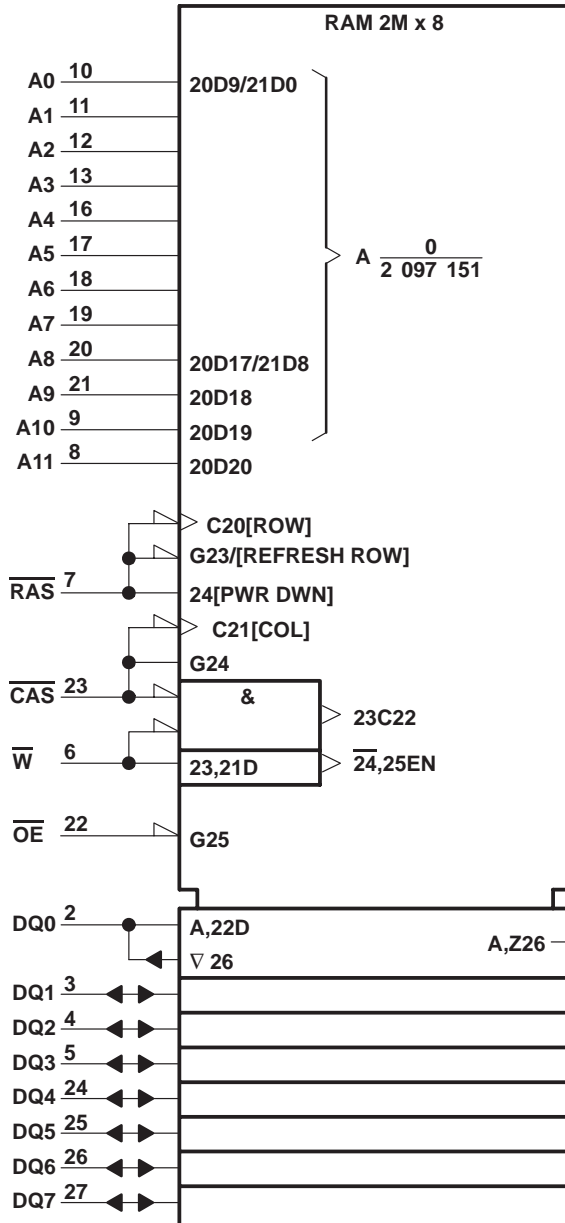 RAM 2M x 8
A0 10 20D9/21D0
A1 11
A2 12
A3 13
A4 16
A5 17
A 0
2 097 151
A6 18
A7 19
A8 20 20D17/21D8
A9 21 20D18
A10 9 20D19
A11 8 20D20
C20[ROW]
G23/[REFRESH ROW]
R̅A̅S̅ 7 24[PWR DWN]
C21[COL]
G24
C̅A̅S̅ 23 &
23C22
W̅ 6 23,21D 2̅4̅,25EN
O̅E̅ 22 G25
DQ0 2 A,22D
A,Z26
∇ 26
DQ1 3
DQ2 4
DQ3 5
DQ4 24
DQ5 25
DQ6 26
DQ7 27